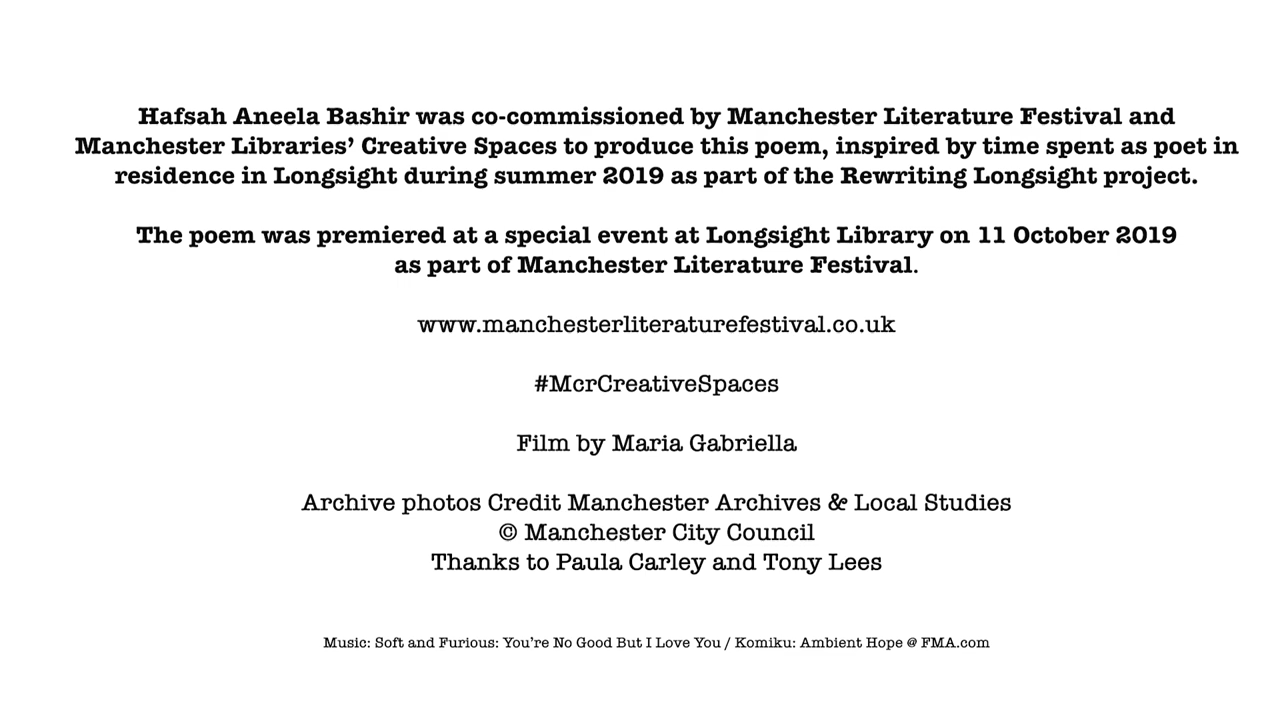 Hafsah Aneela Bashir was co-commissioned by Manchester Literature Festival and
Manchester Libraries’ Creative Spaces to produce this poem, inspired by time spent as poet in
residence in Longsight during summer 2019 as part of the Rewriting Longsight project.
The poem was premiered at a special event at Longsight Library on 11 October 2019
as part of Manchester Literature Festival.
www.manchesterliteraturefestival.co.uk
#McrCreativeSpaces
Film by Maria Gabriella
Archive photos Credit Manchester Archives & Local Studies
© Manchester City Council
Thanks to Paula Carley and Tony Lees
Music: Soft and Furious: You’re No Good But I Love You / Komiku: Ambient Hope @ FMA.com